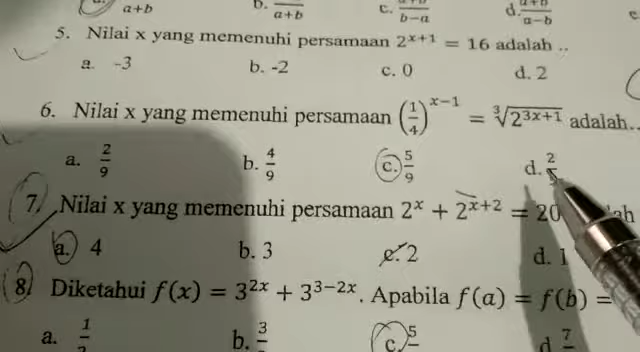 a+b b. a+b c. b−a d. a−b
5. Nilai x yang memenuhi persamaan 2^{x+1} = 16 adalah ..
a. -3 b. -2 c. 0 d. 2
6. Nilai x yang memenuhi persamaan (1/4)^{x−1} = ∛(2^{3x+1}) adalah..
a. 2/9 b. 4/9 c. 5/9 d.
7. Nilai x yang memenuhi persamaan 2^x + 2^{x+2} = 20
a. 4 b. 3 c. 2 d. 1
8. Diketahui f(x) = 3^{2x} + 3^{3−2x}. Apabila f(a) = f(b) =
a. 1 b. 3 c. 5 d. 7